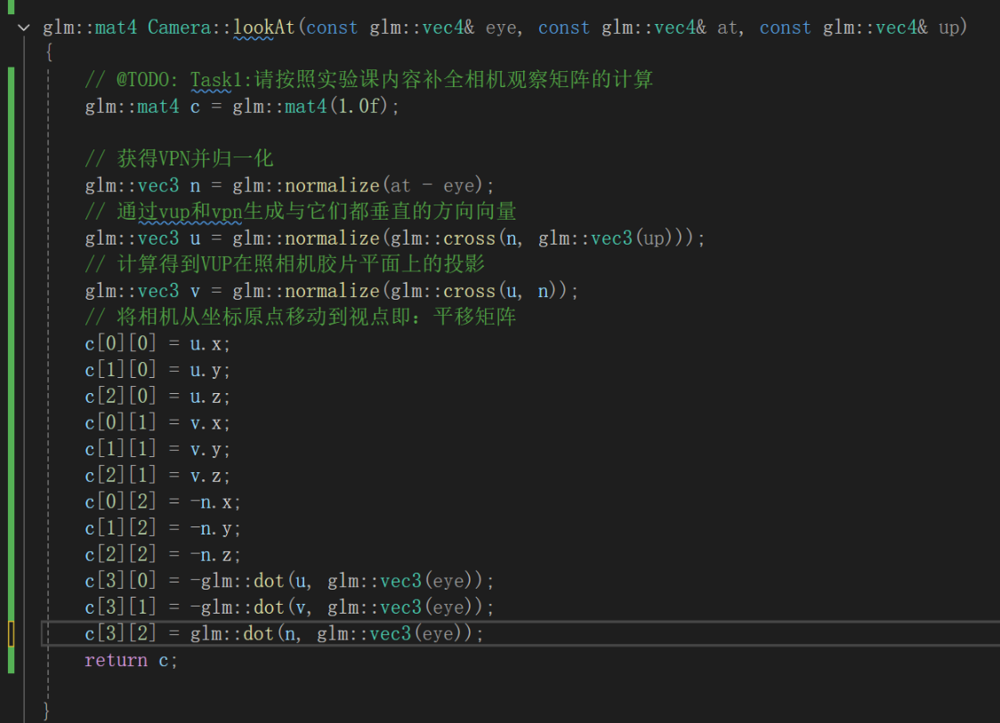 glm::mat4 Camera::lookAt(const glm::vec4& eye, const glm::vec4& at, const glm::vec4& up)
{
// @TODO: Task1:请按照实验课内容补全相机观察矩阵的计算
glm::mat4 c = glm::mat4(1.0f);
// 获得VPN并归一化
glm::vec3 n = glm::normalize(at - eye);
// 通过vup和vpn生成与它们都垂直的方向向量
glm::vec3 u = glm::normalize(glm::cross(n, glm::vec3(up)));
// 计算得到VUP在照相机胶片平面上的投影
glm::vec3 v = glm::normalize(glm::cross(u, n));
// 将相机从坐标原点移动到视点即：平移矩阵
c[0][0] = u.x;
c[1][0] = u.y;
c[2][0] = u.z;
c[0][1] = v.x;
c[1][1] = v.y;
c[2][1] = v.z;
c[0][2] = -n.x;
c[1][2] = -n.y;
c[2][2] = -n.z;
c[3][0] = -glm::dot(u, glm::vec3(eye));
c[3][1] = -glm::dot(v, glm::vec3(eye));
c[3][2] = glm::dot(n, glm::vec3(eye));
return c;
}